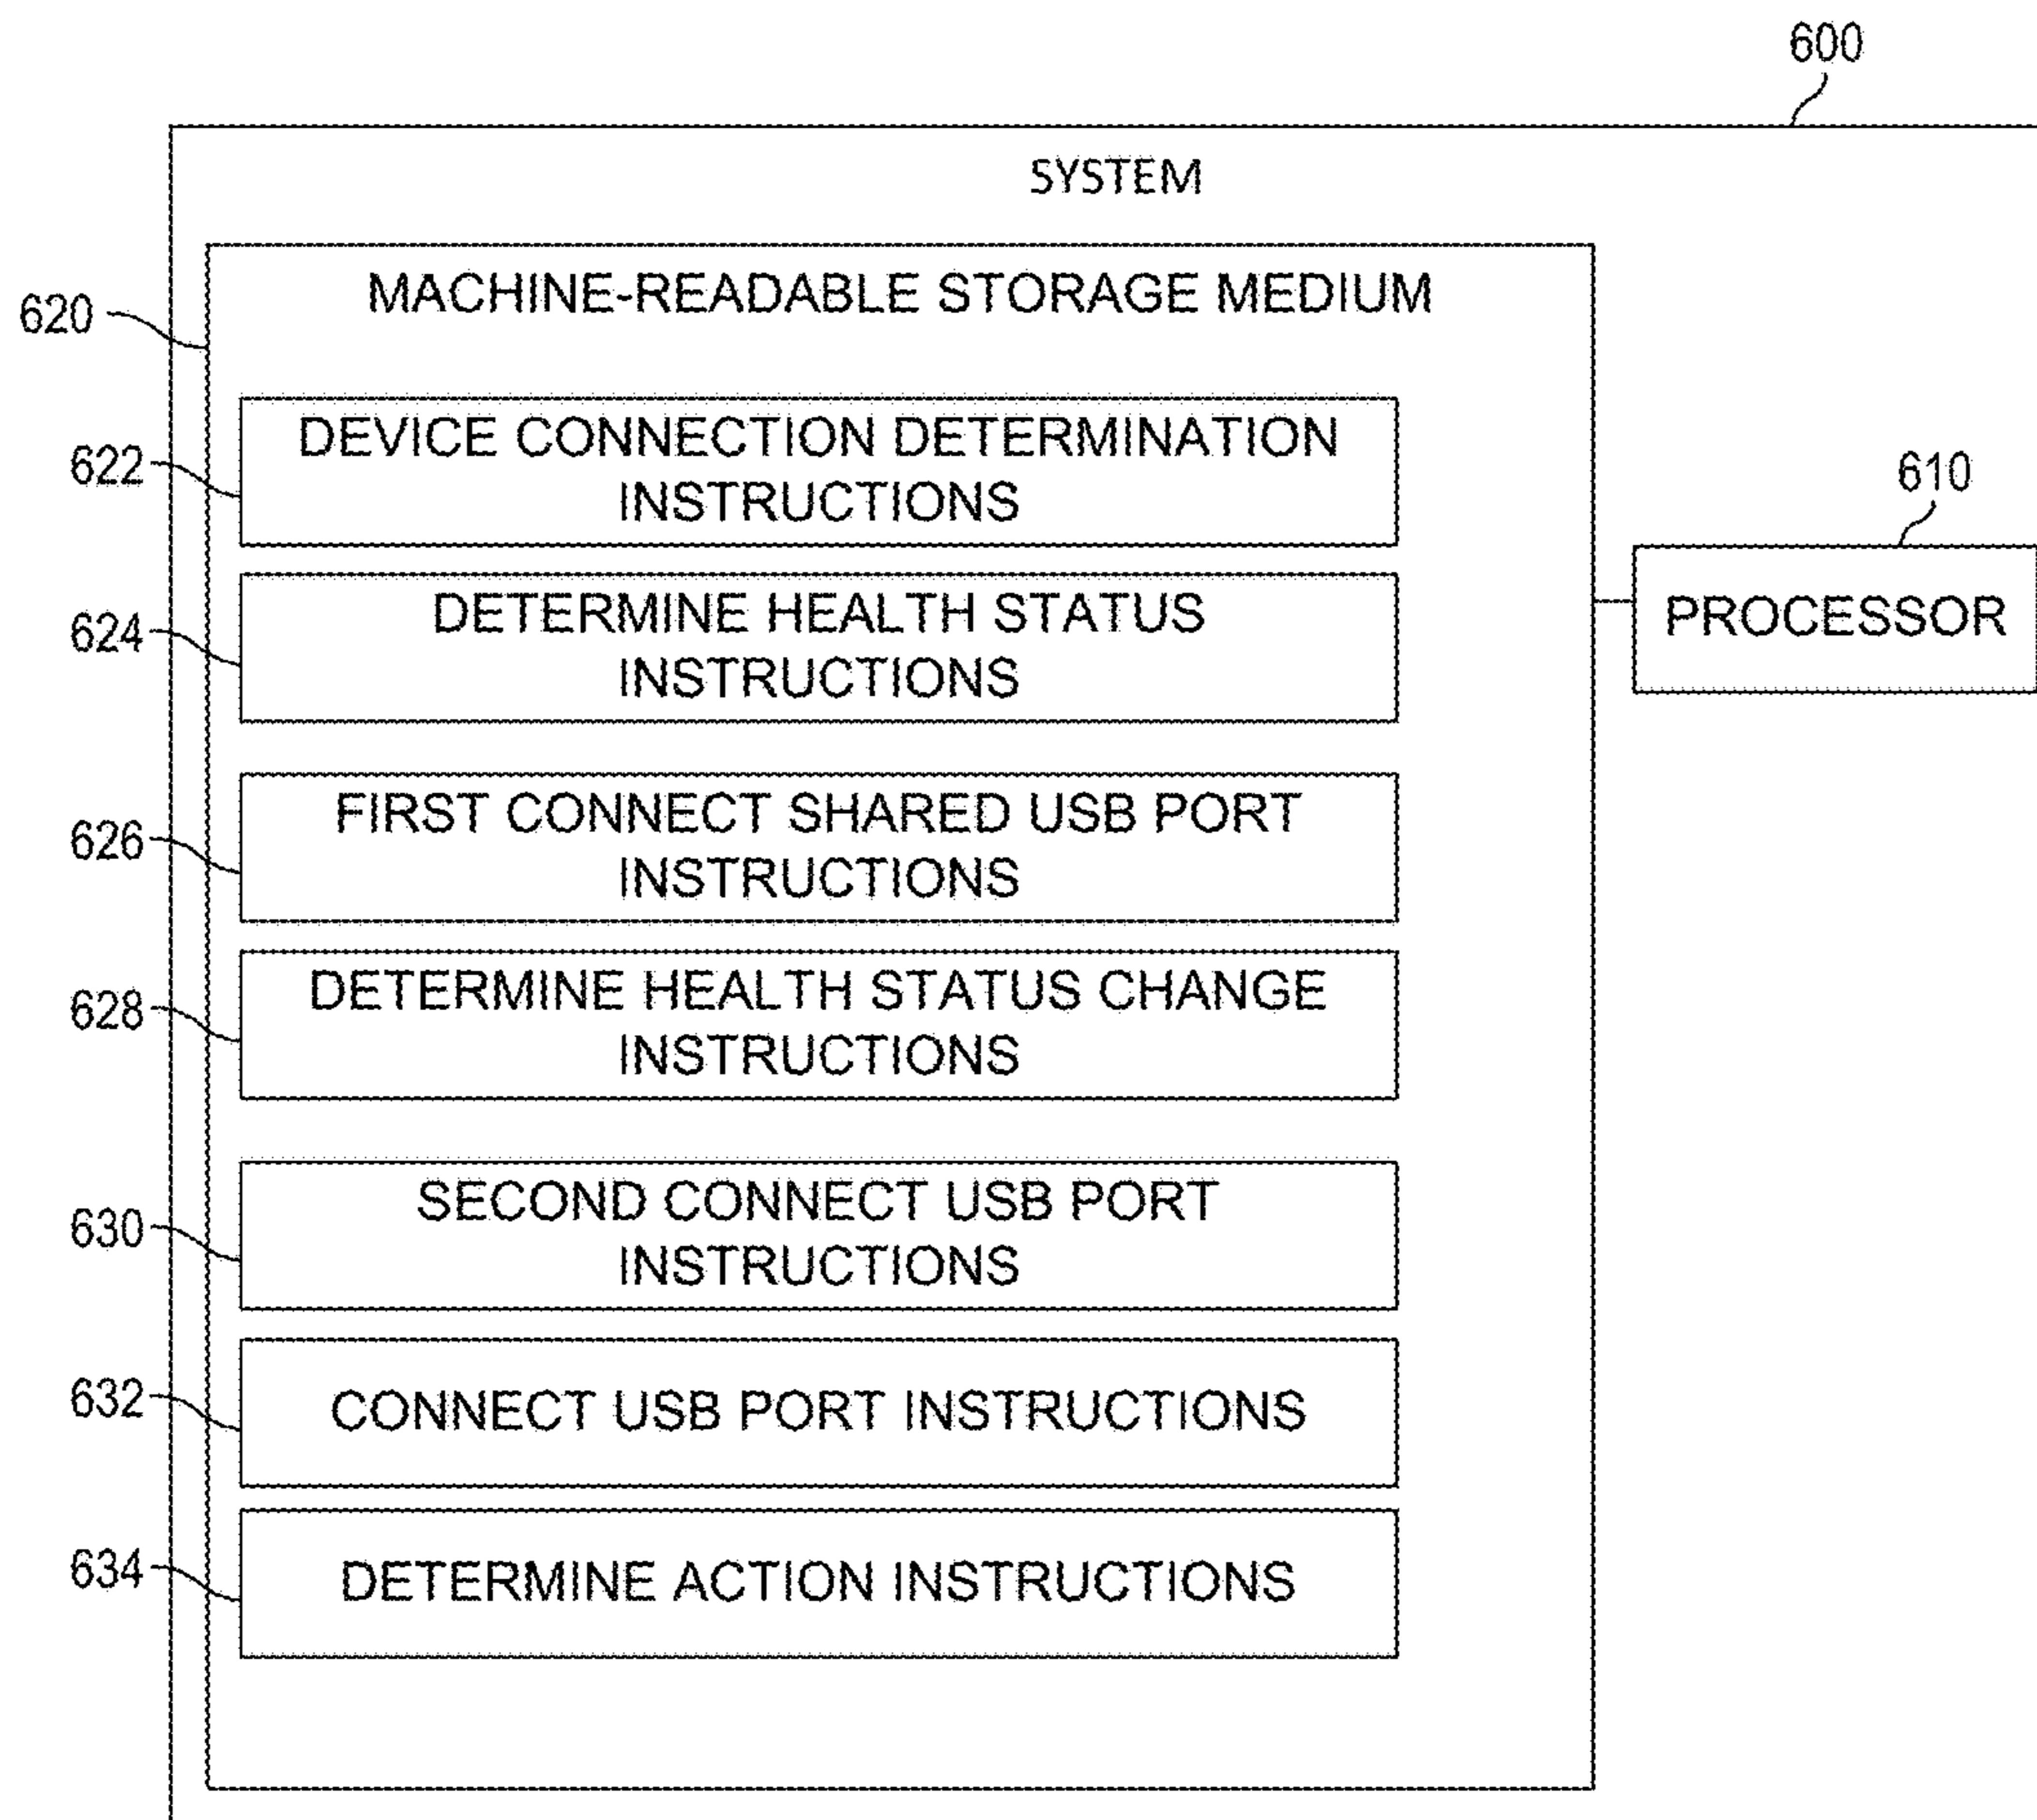 600
SYSTEM
MACHINE-READABLE STORAGE MEDIUM
620
DEVICE CONNECTION DETERMINATION
INSTRUCTIONS
622
610
PROCESSOR
DETERMINE HEALTH STATUS
INSTRUCTIONS
624
FIRST CONNECT SHARED USB PORT
INSTRUCTIONS
626
DETERMINE HEALTH STATUS CHANGE
INSTRUCTIONS
628
SECOND CONNECT USB PORT
INSTRUCTIONS
630
CONNECT USB PORT INSTRUCTIONS
632
DETERMINE ACTION INSTRUCTIONS
634